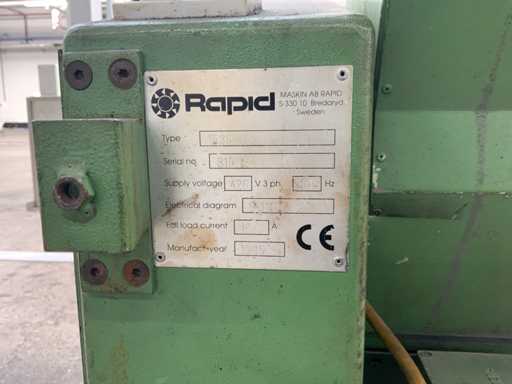 Rapid
MASKIN AB RAPID
S-330 10 Bredaryd
Sweden
Type
Serial no.
Supply voltage V 3 ph Hz
Electrical diagram
Full load current A
Manufact-year
CE